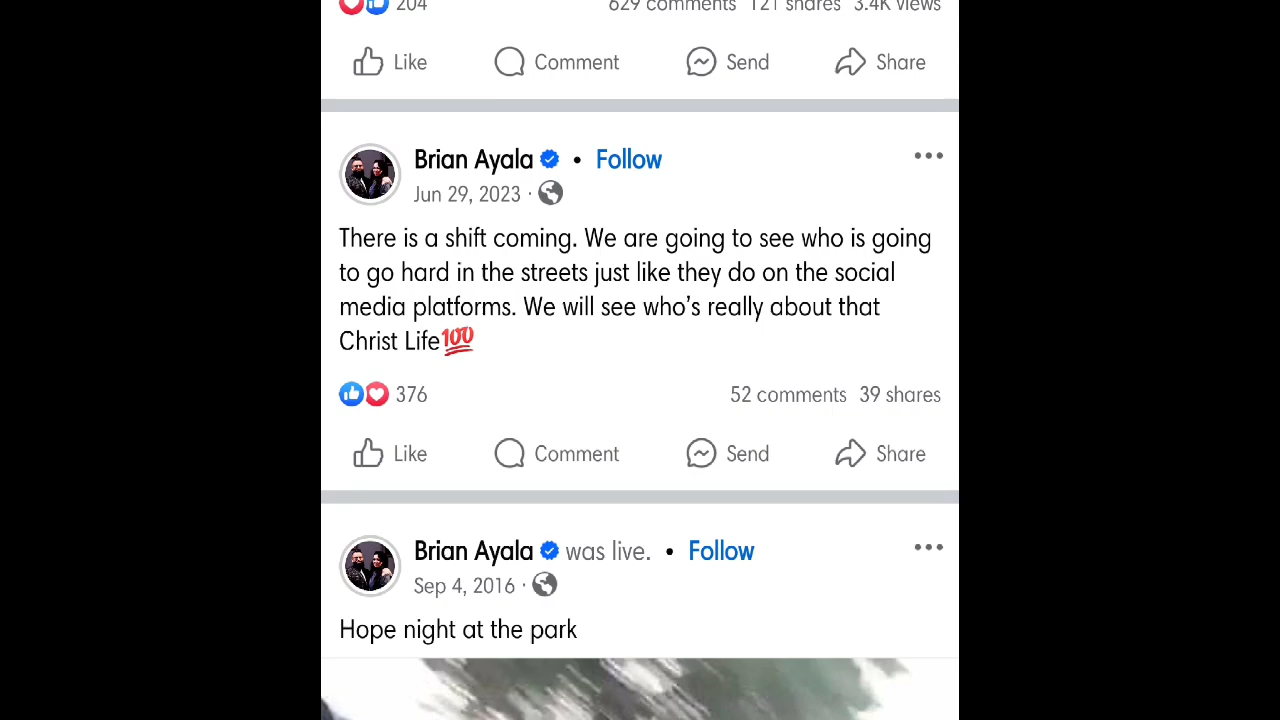 204 629 comments 121 shares 3.4K views
Like Comment Send Share
Brian Ayala • Follow
Jun 29, 2023 ·
There is a shift coming. We are going to see who is going
to go hard in the streets just like they do on the social
media platforms. We will see who’s really about that
Christ Life💯
376 52 comments 39 shares
Like Comment Send Share
Brian Ayala was live. • Follow
Sep 4, 2016 ·
Hope night at the park